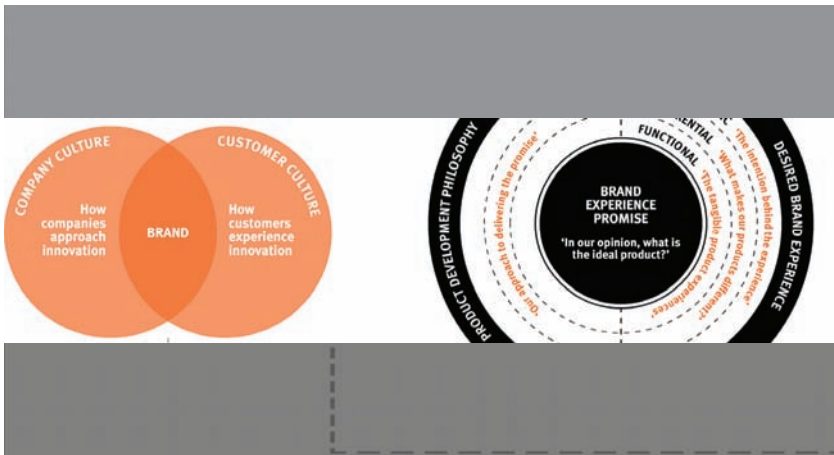 COMPANY CULTURE
How
companies
approach
innovation
BRAND
CUSTOMER CULTURE
How
customers
experience
innovation
PRODUCT DEVELOPMENT PHILOSOPHY
'Our approach to delivering the promise'
FUNCTIONAL
BRAND
EXPERIENCE
PROMISE
'In our opinion, what is
the ideal product?'
'The tangible product experiences'
'What makes our products different?'
'The intention behind the experience'
DESIRED BRAND EXPERIENCE